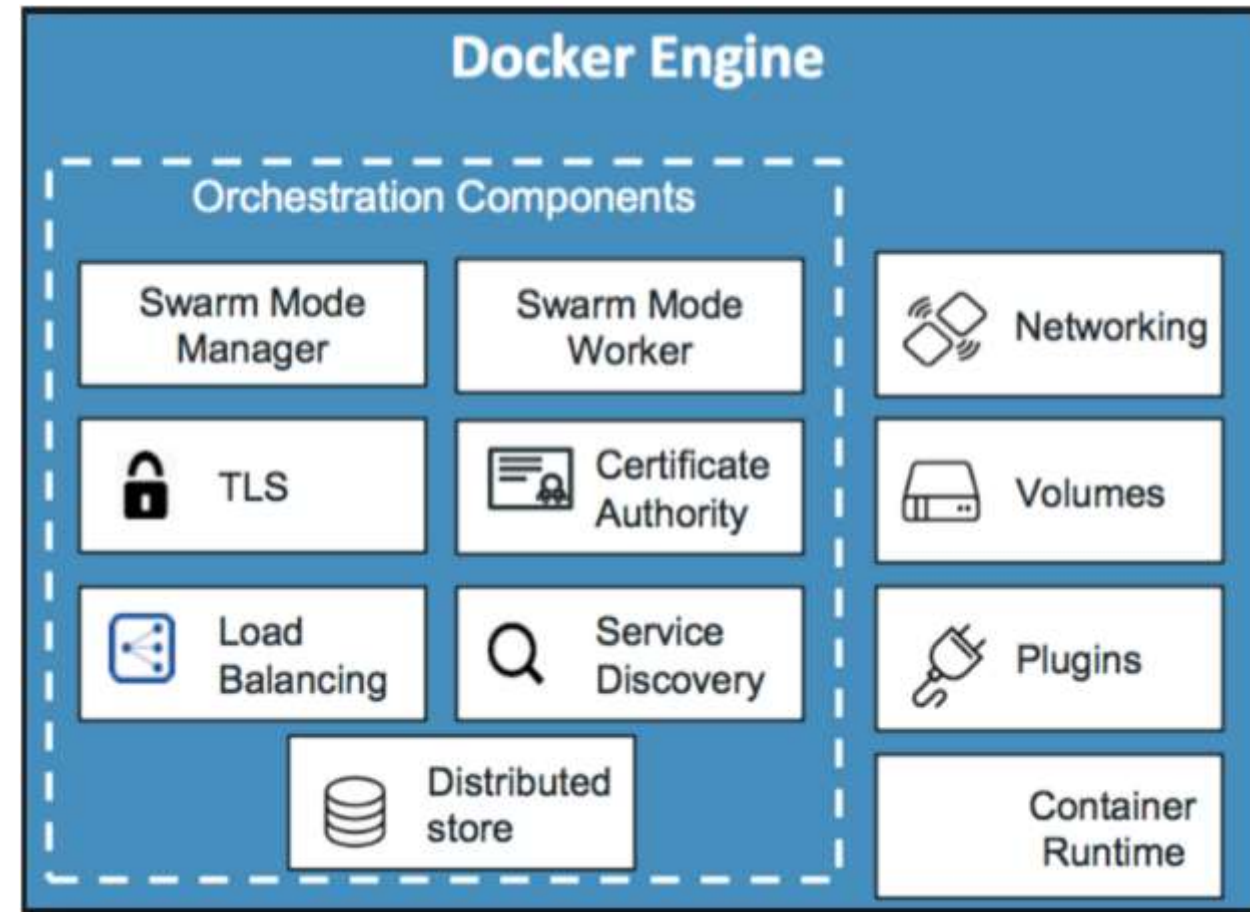 Docker Engine
Orchestration Components
Swarm Mode
Manager
Swarm Mode
Worker
TLS
Certificate
Authority
Load
Balancing
Service
Discovery
Distributed
store
Networking
Volumes
Plugins
Container
Runtime